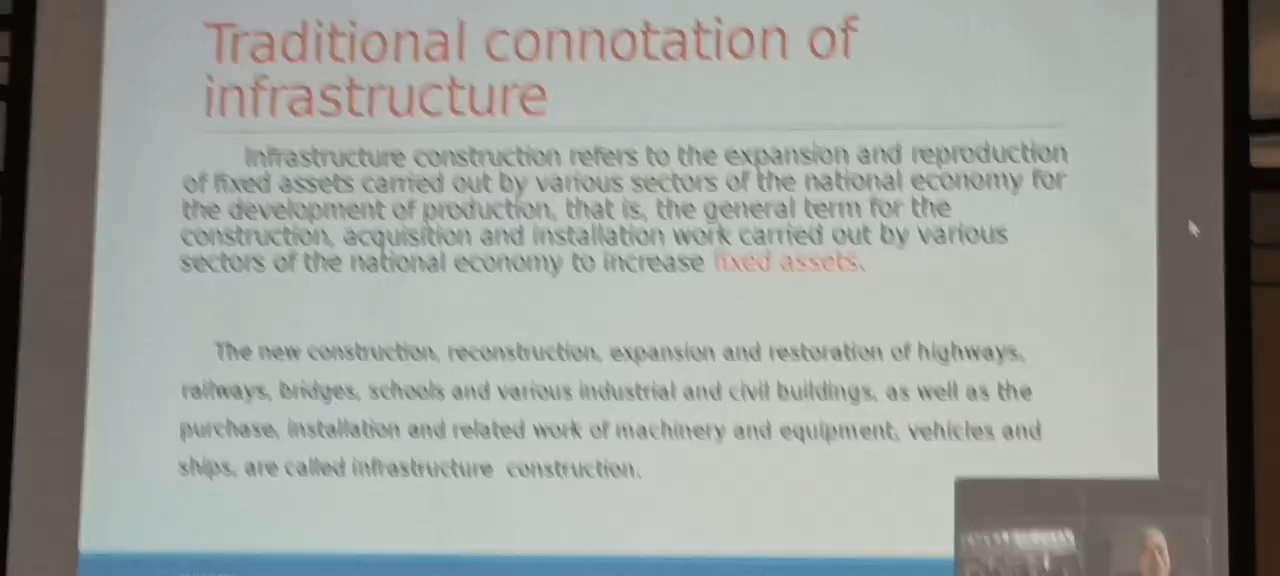 Traditional connotation of
infrastructure
Infrastructure construction refers to the expansion and reproduction
of fixed assets carried out by various sectors of the national economy for
the development of production, that is, the general term for the
construction, acquisition and installation work carried out by various
sectors of the national economy to increase fixed assets.
The new construction, reconstruction, expansion and restoration of highways,
railways, bridges, schools and various industrial and civil buildings, as well as the
purchase, installation and related work of machinery and equipment, vehicles and
ships, are called infrastructure construction.